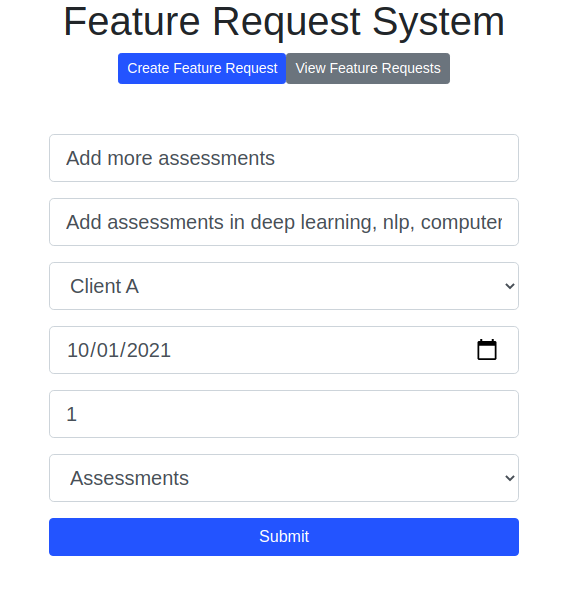 Feature Request System
Create Feature Request View Feature Requests
Add more assessments
Add assessments in deep learning, nlp, computer
Client A
10/01/2021
1
Assessments
Submit